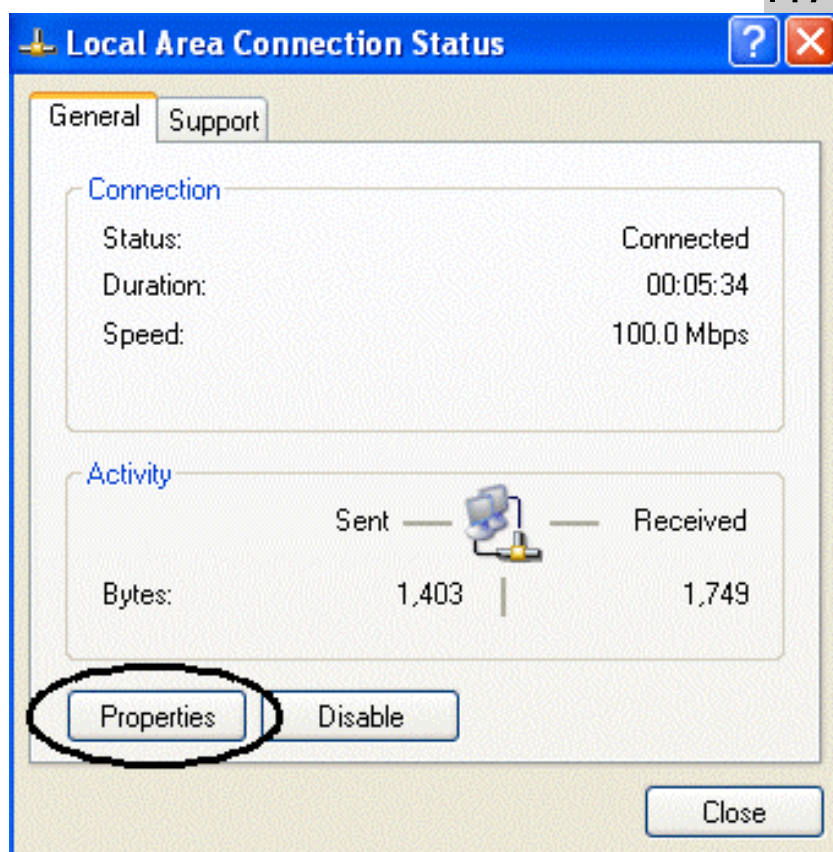 Local Area Connection Status
General Support
Connection
Status: Connected
Duration: 00:05:34
Speed: 100.0 Mbps
Activity
Sent Received
Bytes: 1,403 1,749
Properties Disable
Close